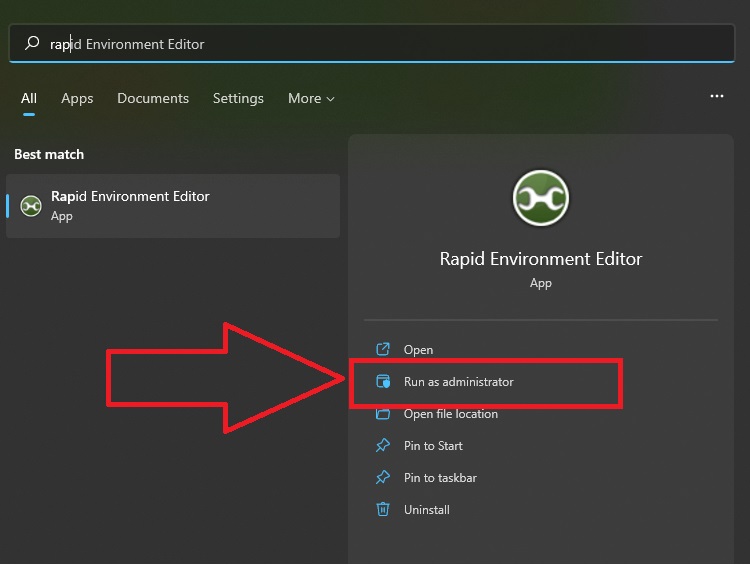 rapid Environment Editor
All Apps Documents Settings More ...
Best match
Rapid Environment Editor
App
Rapid Environment Editor
App
Open
Run as administrator
Open file location
Pin to Start
Pin to taskbar
Uninstall